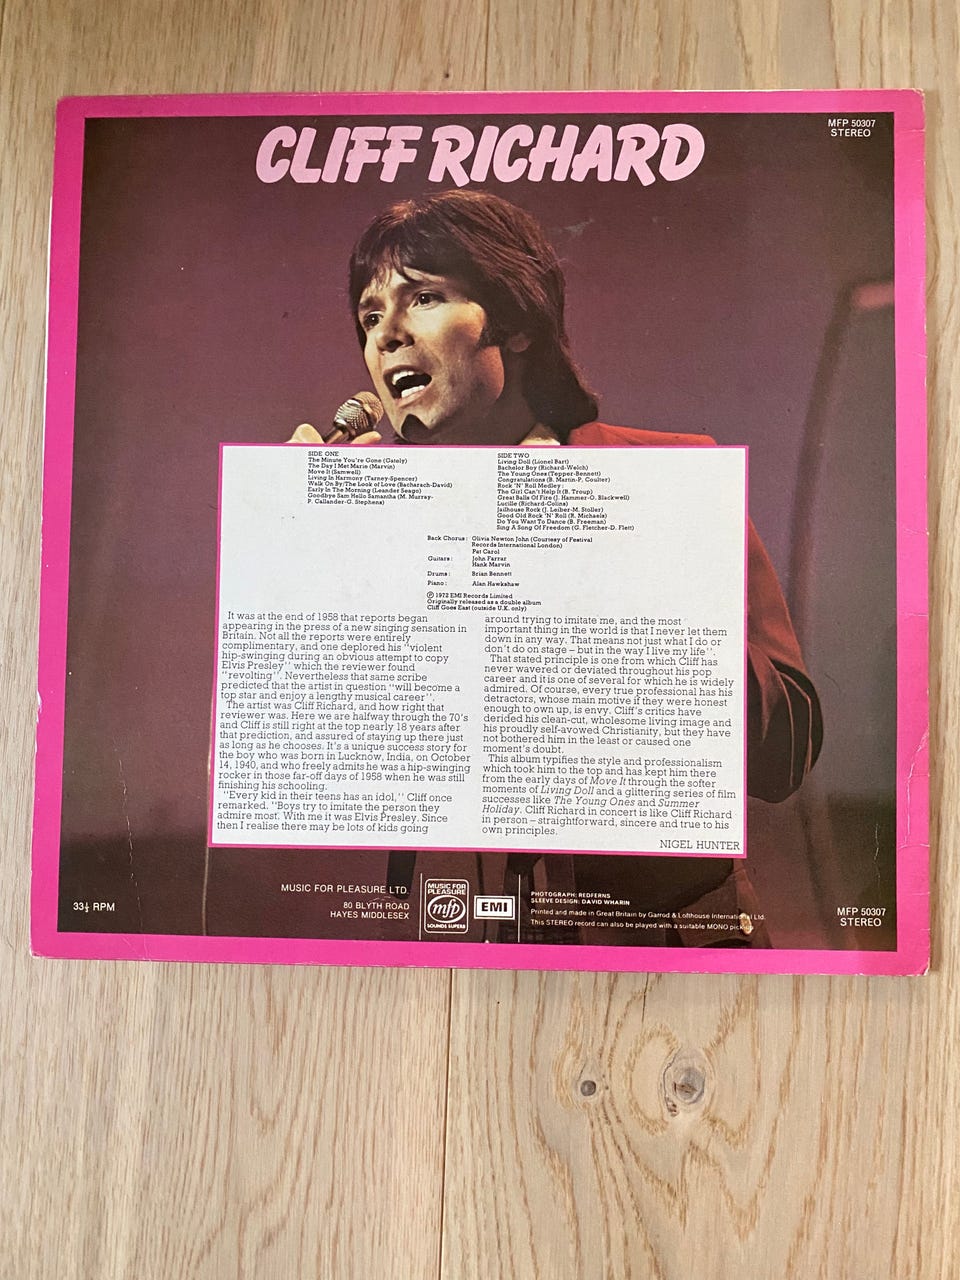 MFP 50307
STEREO
CLIFF RICHARD
SIDE ONE
The Minute You're Gone (Gately)
The Day I Met Marie (Marvin)
Move It (Samwell)
Living In Harmony (Tarney-Spencer)
Walk On By/The Look of Love (Bacharach-David)
Early In The Morning (Leander Seago)
Goodbye Sam Hello Samantha (M. Murray-
P. Callander-G. Stephens)
SIDE TWO
Living Doll (Lionel Bart)
Bachelor Boy (Richard-Welch)
The Young Ones (Tepper-Bennett)
Congratulations (B. Martin-P. Coulter)
Rock 'N' Roll Medley:
The Girl Can't Help It (B. Troup)
Great Balls Of Fire (J. Hammer-O. Blackwell)
Lucille (Richard-Colins)
Jailhouse Rock (J. Leiber-M. Stoller)
Good Old Rock 'N' Roll (R. Michaels)
Do You Want To Dance (B. Freeman)
Sing A Song Of Freedom (G. Fletcher-D. Flett)
Back Chorus: Olivia Newton John (Courtesy of Festival
Records International London)
Pat Carol
Guitars: John Farrar
Hank Marvin
Drums: Brian Bennett
Piano: Alan Hawkshaw
℗ 1972 EMI Records Limited
Originally released as a double album
Cliff Goes East (outside U.K. only)
It was at the end of 1958 that reports began
appearing in the press of a new singing sensation in
Britain. Not all the reports were entirely
complimentary, and one deplored his "violent
hip-swinging during an obvious attempt to copy
Elvis Presley" which the reviewer found
"revolting". Nevertheless that same scribe
predicted that the artist in question "will become a
top star and enjoy a lengthy musical career".
The artist was Cliff Richard, and how right that
reviewer was. Here we are halfway through the 70's
and Cliff is still right at the top nearly 18 years after
that prediction, and assured of staying up there just
as long as he chooses. It's a unique success story for
the boy who was born in Lucknow, India, on October
14, 1940, and who freely admits he was a hip-swinging
rocker in those far-off days of 1958 when he was still
finishing his schooling.
"Every kid in their teens has an idol," Cliff once
remarked. "Boys try to imitate the person they
admire most. With me it was Elvis Presley. Since
then I realise there may be lots of kids going
around trying to imitate me, and the most
important thing in the world is that I never let them
down in any way. That means not just what I do or
don't do on stage – but in the way I live my life".
That stated principle is one from which Cliff has
never wavered or deviated throughout his pop
career and it is one of several for which he is widely
admired. Of course, every true professional has his
detractors, whose main motive if they were honest
enough to own up, is envy. Cliff's critics have
derided his clean-cut, wholesome living image and
his proudly self-avowed Christianity, but they have
not bothered him in the least or caused one
moment's doubt.
This album typifies the style and professionalism
which took him to the top and has kept him there
from the early days of Move It through the softer
moments of Living Doll and a glittering series of film
successes like The Young Ones and Summer
Holiday. Cliff Richard in concert is like Cliff Richard
in person – straightforward, sincere and true to his
own principles.
NIGEL HUNTER
33⅓ RPM
MUSIC FOR PLEASURE LTD.
80 BLYTH ROAD
HAYES MIDDLESEX
MUSIC FOR
PLEASURE
mfp
SOUNDS SUPERB
EMI
PHOTOGRAPH: REDFERNS
SLEEVE DESIGN: DAVID WHARIN
Printed and made in Great Britain by Garrod & Lofthouse International Ltd.
This STEREO record can also be played with a suitable MONO pick-up
MFP 50307
STEREO